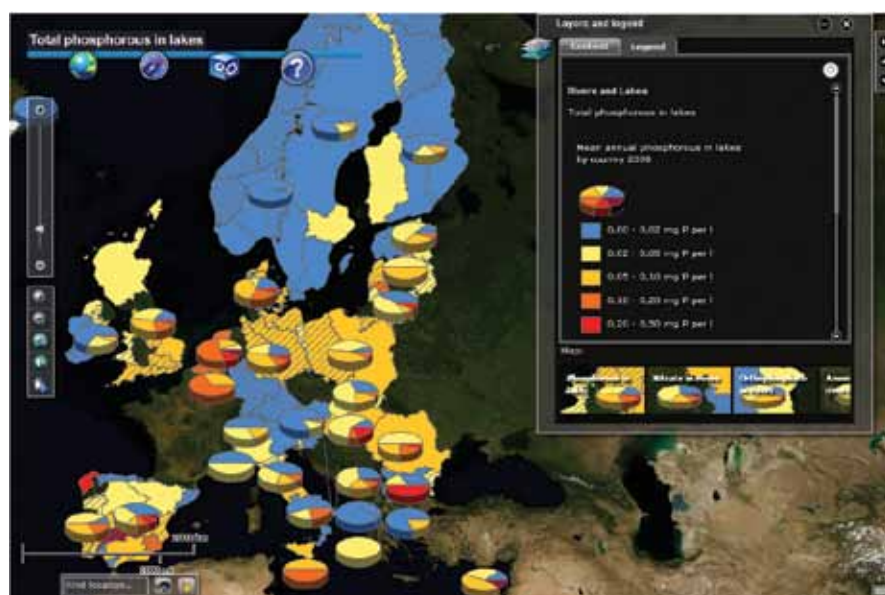 Total phosphorous in lakes
?
Layers and legend
Content
Legend
Rivers and Lakes
Total phosphorous in lakes
Mean annual phosphorous in lakes
by country
0,00 - 0,02 mg P per l
0,02 - 0,05 mg P per l
0,05 - 0,10 mg P per l
0,10 - 0,20 mg P per l
0,20 - 0,50 mg P per l
Maps
Nitrate in
Find location...